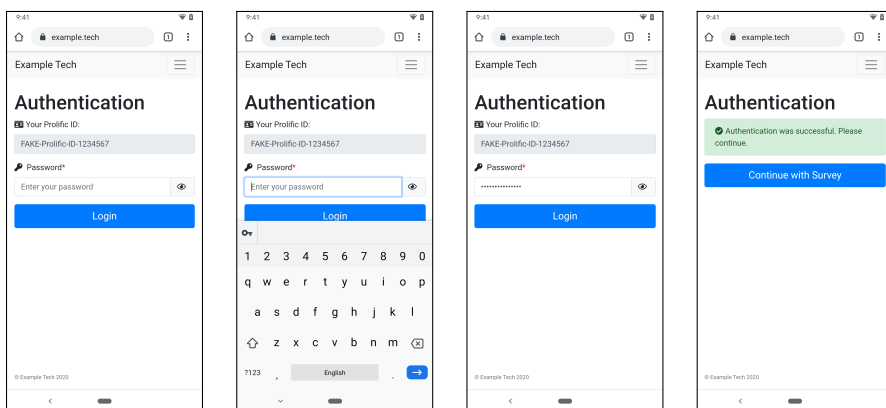 9:41
example.tech
1
Example Tech
Authentication
Your Prolific ID:
FAKE-Prolific-ID-1234567
Password*
Enter your password
Login
© Example Tech 2020
9:41
example.tech
1
Example Tech
Authentication
Your Prolific ID:
FAKE-Prolific-ID-1234567
Password*
Enter your password
Login
1 2 3 4 5 6 7 8 9 0
q w e r t y u i o p
a s d f g h j k l
z x c v b n m
?123 , English .
9:41
example.tech
1
Example Tech
Authentication
Your Prolific ID:
FAKE-Prolific-ID-1234567
Password*
•••••••••••••••
Login
© Example Tech 2020
9:41
example.tech
1
Example Tech
Authentication
Authentication was successful. Please
continue.
Continue with Survey
© Example Tech 2020